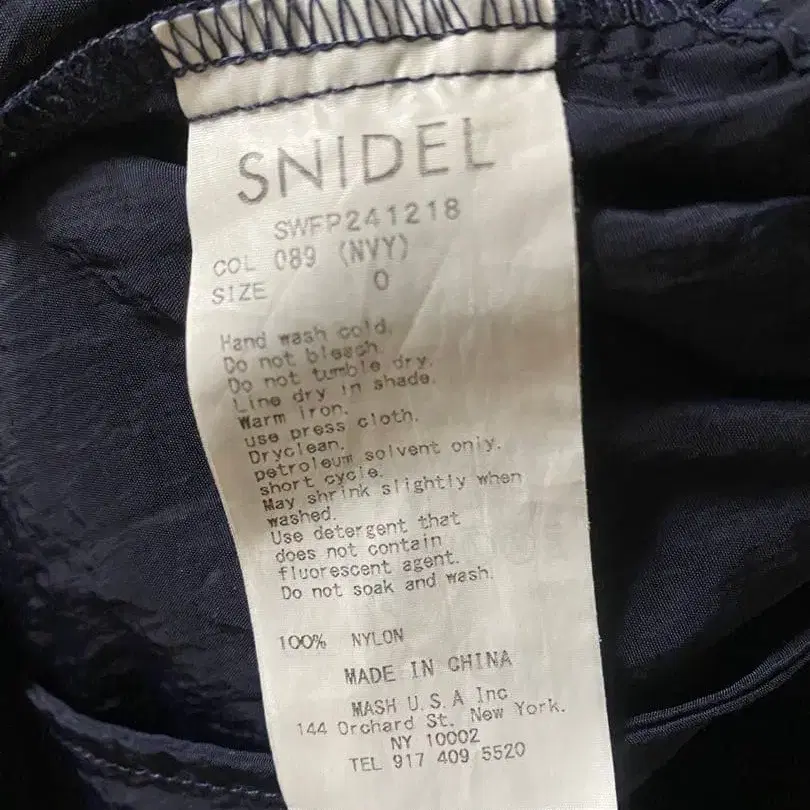 SNIDEL
SWFP241218
COL 089 (NVY)
SIZE 0
Hand wash cold.
Do not bleach.
Do not tumble dry.
Line dry in shade.
Warm iron.
use press cloth.
Dryclean.
petroleum solvent only.
short cycle.
May shrink slightly when
washed.
Use detergent that
does not contain
fluorescent agent.
Do not soak and wash.
100% NYLON
MADE IN CHINA
MASH U.S.A Inc
144 Orchard St. New York.
NY 10002
TEL 917 409 5520